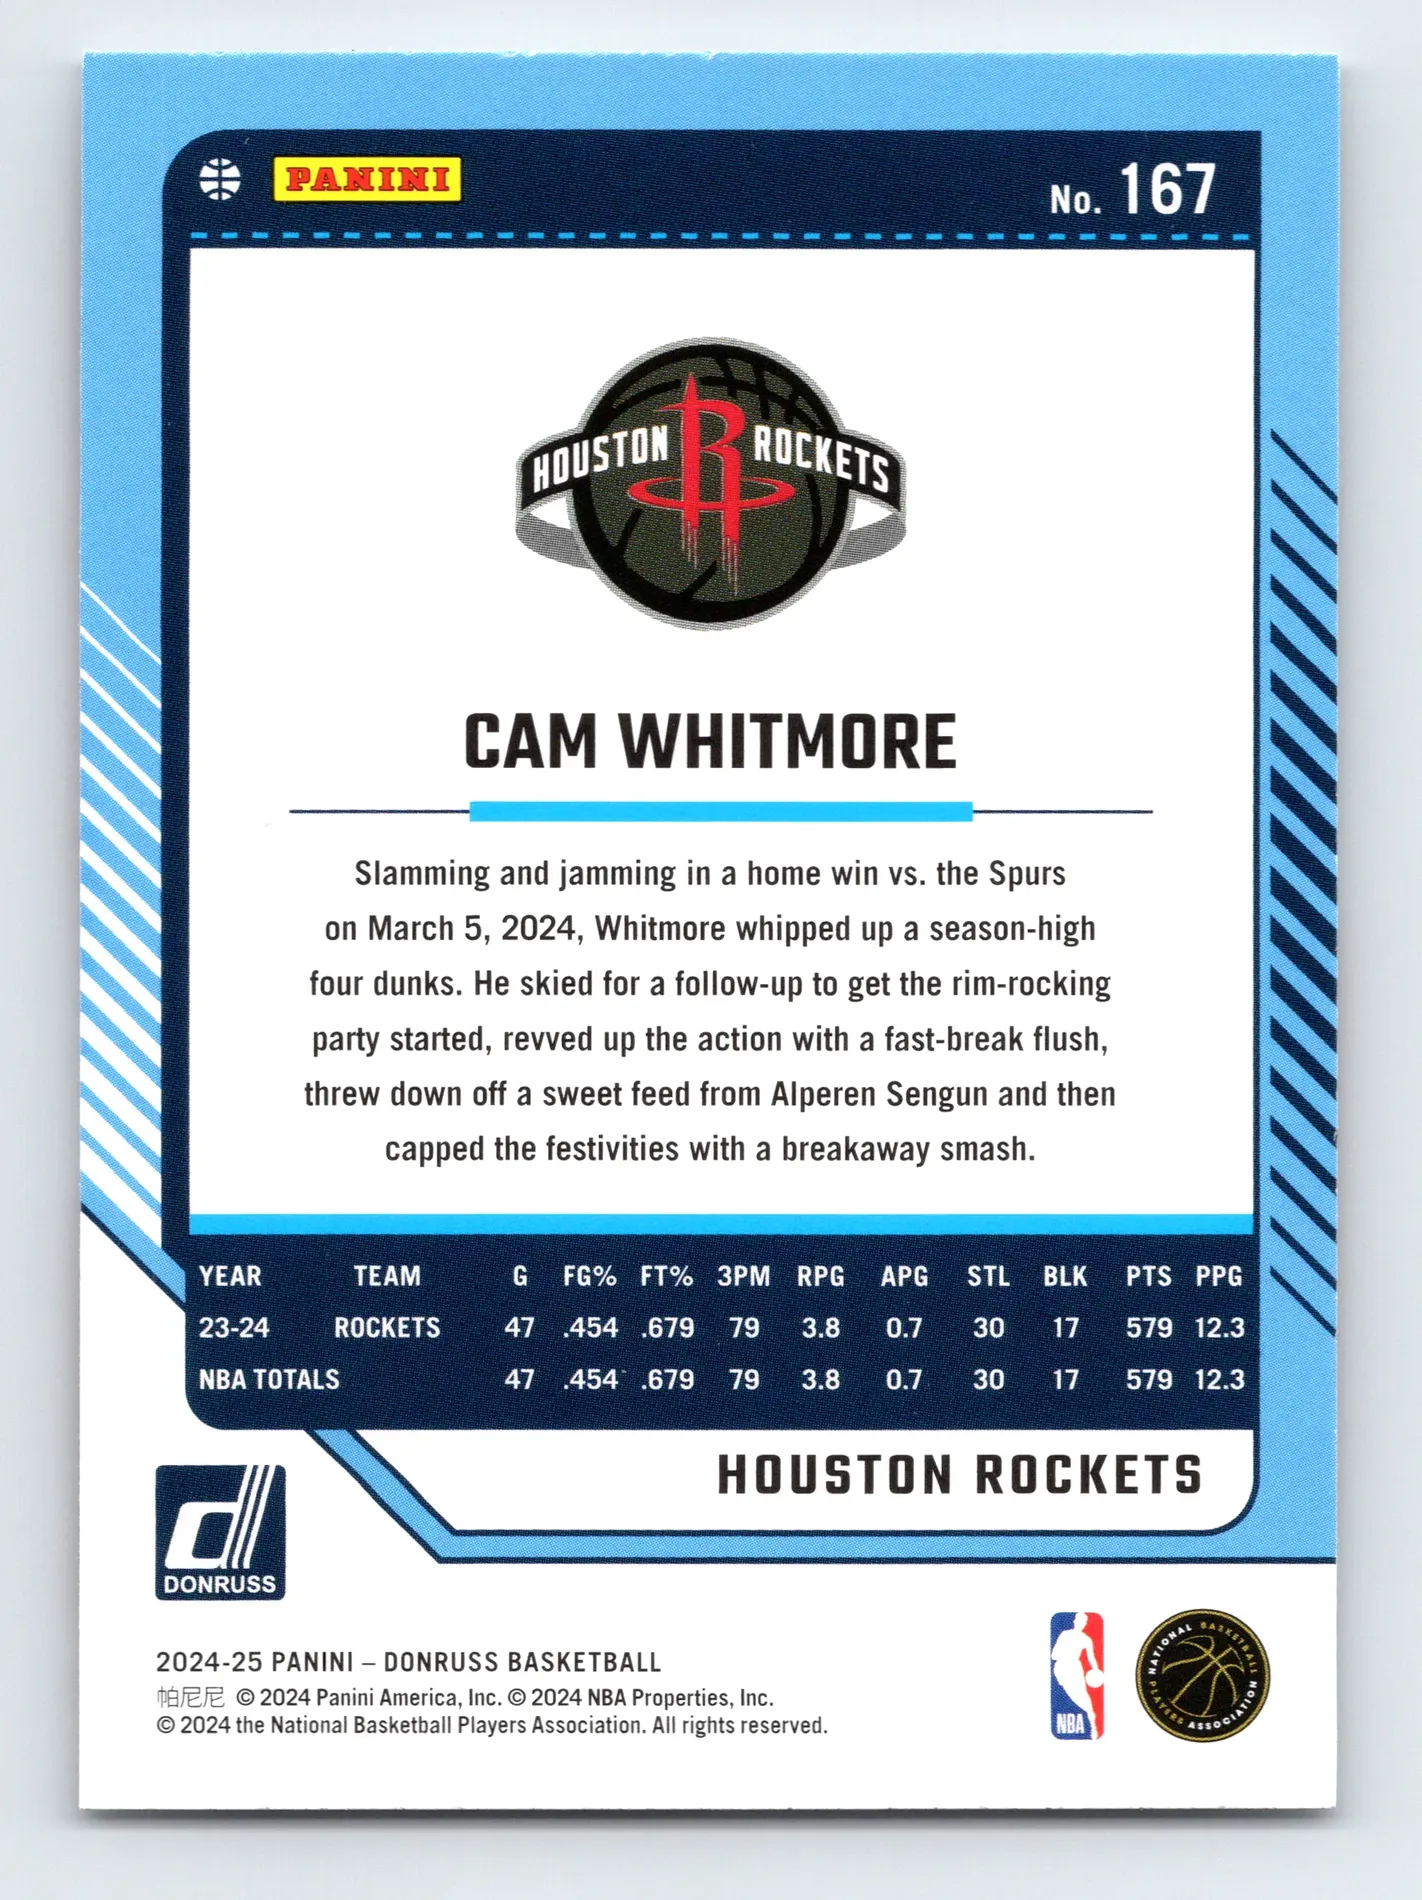 PANINI
No. 167
HOUSTON ROCKETS
CAM WHITMORE
Slamming and jamming in a home win vs. the Spurs
on March 5, 2024, Whitmore whipped up a season-high
four dunks. He skied for a follow-up to get the rim-rocking
party started, revved up the action with a fast-break flush,
threw down off a sweet feed from Alperen Sengun and then
capped the festivities with a breakaway smash.
YEAR TEAM G FG% FT% 3PM RPG APG STL BLK PTS PPG
23-24 ROCKETS 47 .454 .679 79 3.8 0.7 30 17 579 12.3
NBA TOTALS 47 .454 .679 79 3.8 0.7 30 17 579 12.3
HOUSTON ROCKETS
DONRUSS
2024-25 PANINI – DONRUSS BASKETBALL
帕尼尼 © 2024 Panini America, Inc. © 2024 NBA Properties, Inc.
© 2024 the National Basketball Players Association. All rights reserved.
NBA
NATIONAL BASKETBALL PLAYERS ASSOCIATION